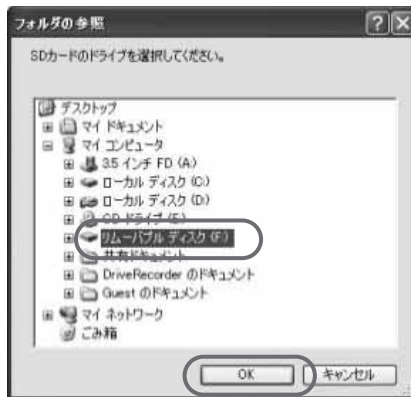 フォルダの参照
SDカードのドライブを選択してください。
デスクトップ
マイ ドキュメント
マイ コンピュータ
3.5 インチ FD (A:)
ローカル ディスク (C:)
ローカル ディスク (D:)
CD ドライブ (E:)
リムーバブル ディスク (F:)
共有ドキュメント
DriveRecorder のドキュメント
Guest のドキュメント
マイ ネットワーク
ごみ箱
OK キャンセル